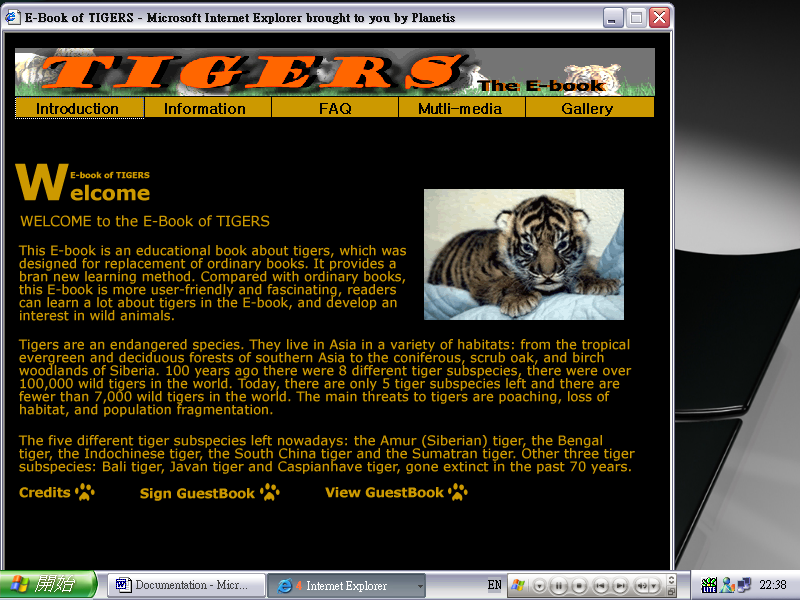 E-Book of TIGERS - Microsoft Internet Explorer brought to you by Planetis
TIGERS
The E-book
Introduction
Information
FAQ
Mutli-media
Gallery
E-book of TIGERS
Welcome
WELCOME to the E-Book of TIGERS
This E-book is an educational book about tigers, which was
designed for replacement of ordinary books. It provides a
bran new learning method. Compared with ordinary books,
this E-book is more user-friendly and fascinating, readers
can learn a lot about tigers in the E-book, and develop an
interest in wild animals.
Tigers are an endangered species. They live in Asia in a variety of habitats: from the tropical
evergreen and deciduous forests of southern Asia to the coniferous, scrub oak, and birch
woodlands of Siberia. 100 years ago there were 8 different tiger subspecies, there were over
100,000 wild tigers in the world. Today, there are only 5 tiger subspecies left and there are
fewer than 7,000 wild tigers in the world. The main threats to tigers are poaching, loss of
habitat, and population fragmentation.
The five different tiger subspecies left nowadays: the Amur (Siberian) tiger, the Bengal
tiger, the Indochinese tiger, the South China tiger and the Sumatran tiger. Other three tiger
subspecies: Bali tiger, Javan tiger and Caspianhave tiger, gone extinct in the past 70 years.
Credits
Sign GuestBook
View GuestBook
開始
Documentation - Micr...
4 Internet Explorer
EN
LITE
22:38